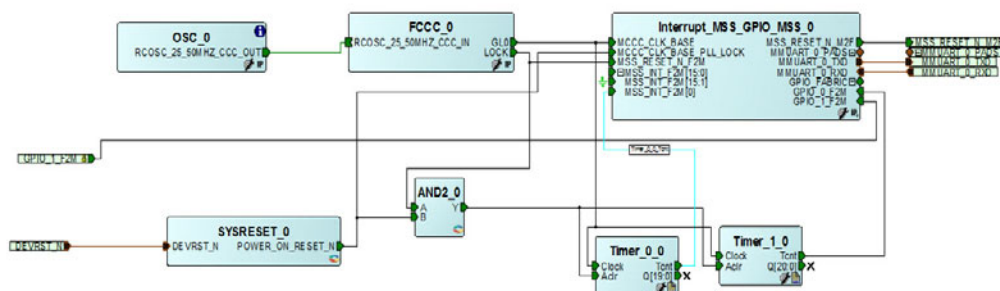 OSC_0
RCOSC_25_50MHZ_CCC_OUT
FCCC_0
RCOSC_25_50MHZ_CCC_IN
GL0
LOCK
Interrupt_MSS_GPIO_MSS_0
MCCC_CLK_BASE
MCCC_CLK_BASE_PLL_LOCK
MSS_RESET_N_F2M
MSS_INT_F2M[15:0]
MSS_INT_F2M[15:1]
MSS_INT_F2M[0]
MSS_RESET_N_M2F
MMUART_0_PADS
MMUART_0_TXD
MMUART_0_RXD
GPIO_FABRIC
GPIO_0_F2M
GPIO_1_F2M
MSS_RESET_N_M2F
MMUART_0_PADS
MMUART_0_TXD
MMUART_0_RXD
GPIO_1_F2M
AND2_0
A
B
Y
SYSRESET_0
DEVRST_N
DEVRST_N
POWER_ON_RESET_N
Timer_0_0
Clock
Aclr
Tcnt
Q[19:0]
Timer_1_0
Clock
Aclr
Tcnt
Q[20:0]